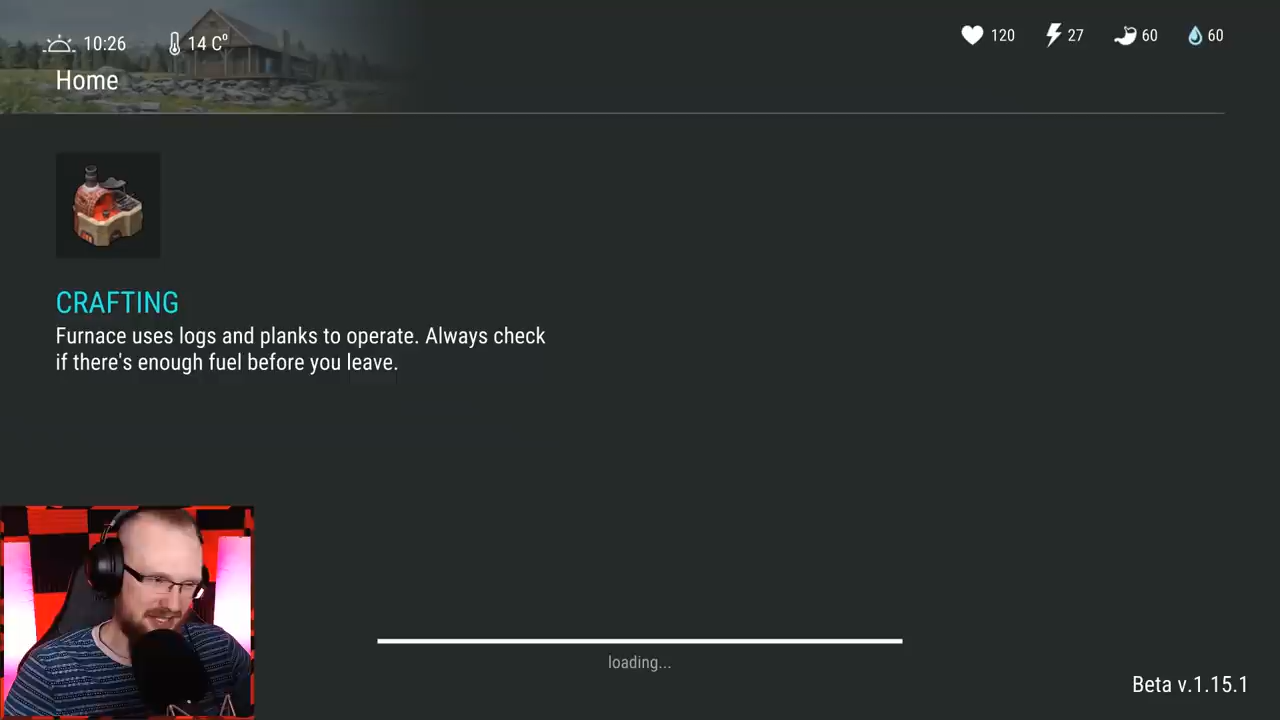 10:26 14 C° 120 27 60 60
Home
CRAFTING
Furnace uses logs and planks to operate. Always check
if there's enough fuel before you leave.
loading...
Beta v.1.15.1